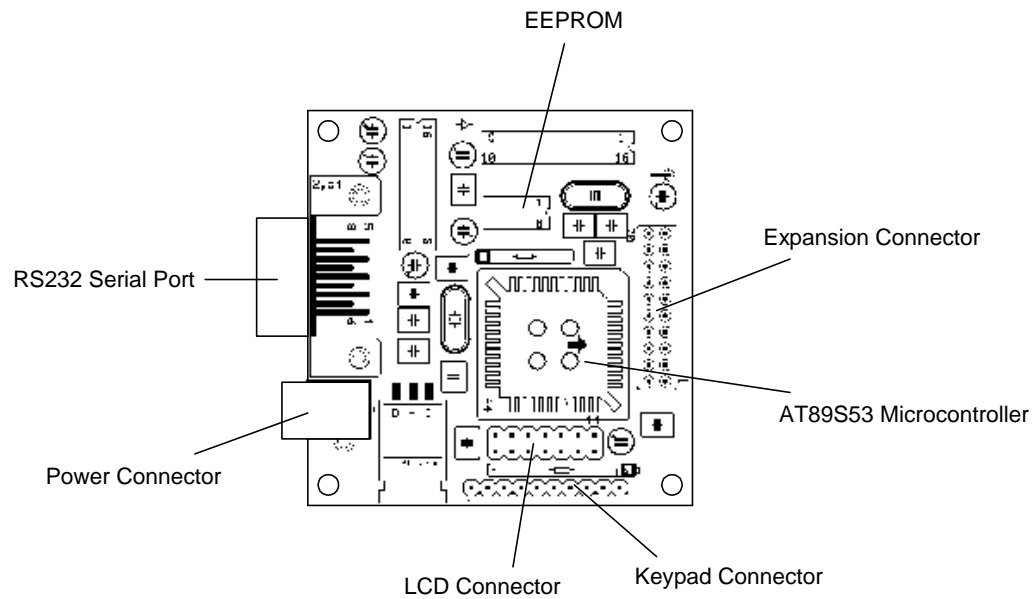 EEPROM
10
16
Expansion Connector
RS232 Serial Port
AT89S53 Microcontroller
Power Connector
LCD Connector
Keypad Connector